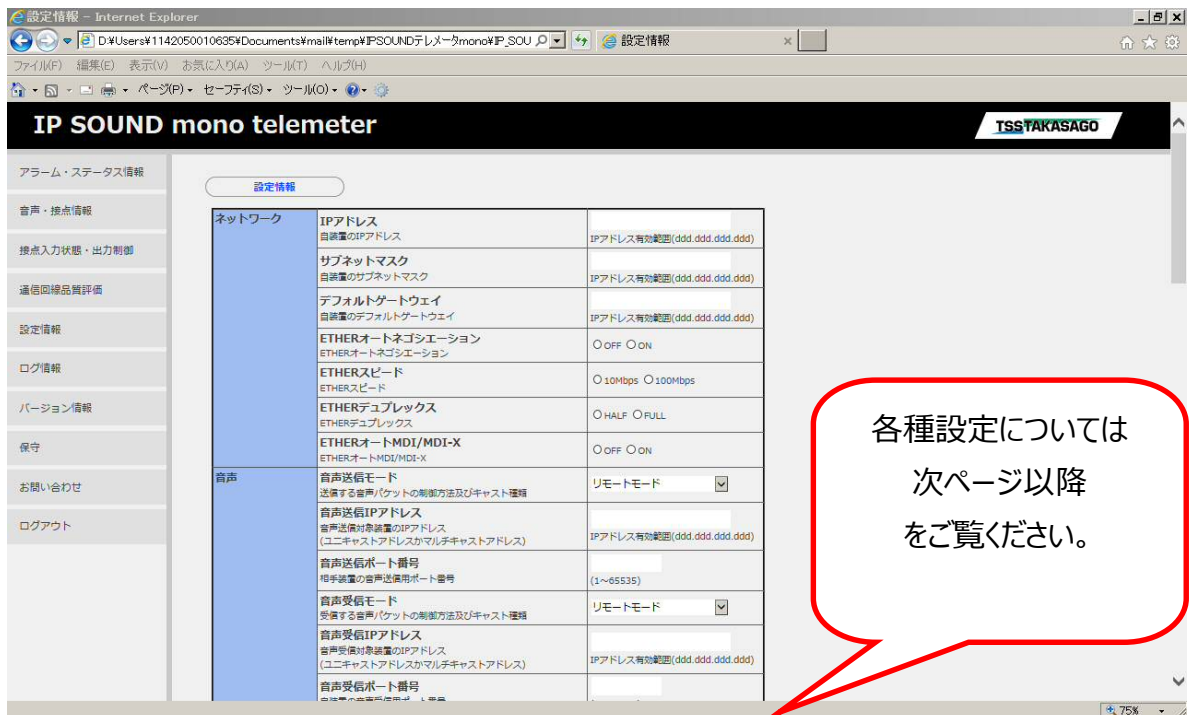 設定情報 - Internet Explorer
D:¥Users¥1142050010635¥Documents¥mail¥temp¥IPSOUNDテレメータmono¥IP_SOU
設定情報
ファイル(F) 編集(E) 表示(V) お気に入り(A) ツール(T) ヘルプ(H)
ページ(P) セーフティ(S) ツール(O)
IP SOUND mono telemeter
TSS TAKASAGO
アラーム・ステータス情報
音声・接点情報
接点入力状態・出力制御
通信回線品質評価
設定情報
ログ情報
バージョン情報
保守
お問い合わせ
ログアウト
設定情報
ネットワーク
IPアドレス
自装置のIPアドレス
IPアドレス有効範囲(ddd.ddd.ddd.ddd)
サブネットマスク
自装置のサブネットマスク
IPアドレス有効範囲(ddd.ddd.ddd.ddd)
デフォルトゲートウェイ
自装置のデフォルトゲートウエイ
IPアドレス有効範囲(ddd.ddd.ddd.ddd)
ETHERオートネゴシエーション
ETHERオートネゴシエーション
OFF ON
ETHERスピード
ETHERスピード
10Mbps 100Mbps
ETHERデュプレックス
ETHERデュプレックス
HALF FULL
ETHERオートMDI/MDI-X
ETHERオートMDI/MDI-X
OFF ON
音声
音声送信モード
送信する音声パケットの制御方法及びキャスト種類
リモートモード
音声送信IPアドレス
音声送信対象装置のIPアドレス
(ユニキャストアドレスかマルチキャストアドレス)
IPアドレス有効範囲(ddd.ddd.ddd.ddd)
音声送信ポート番号
相手装置の音声送信用ポート番号
(1~65535)
音声受信モード
受信する音声パケットの制御方法及びキャスト種類
リモートモード
音声受信IPアドレス
音声受信対象装置のIPアドレス
(ユニキャストアドレスかマルチキャストアドレス)
IPアドレス有効範囲(ddd.ddd.ddd.ddd)
音声受信ポート番号
各種設定については
次ページ以降
をご覧ください。
75%